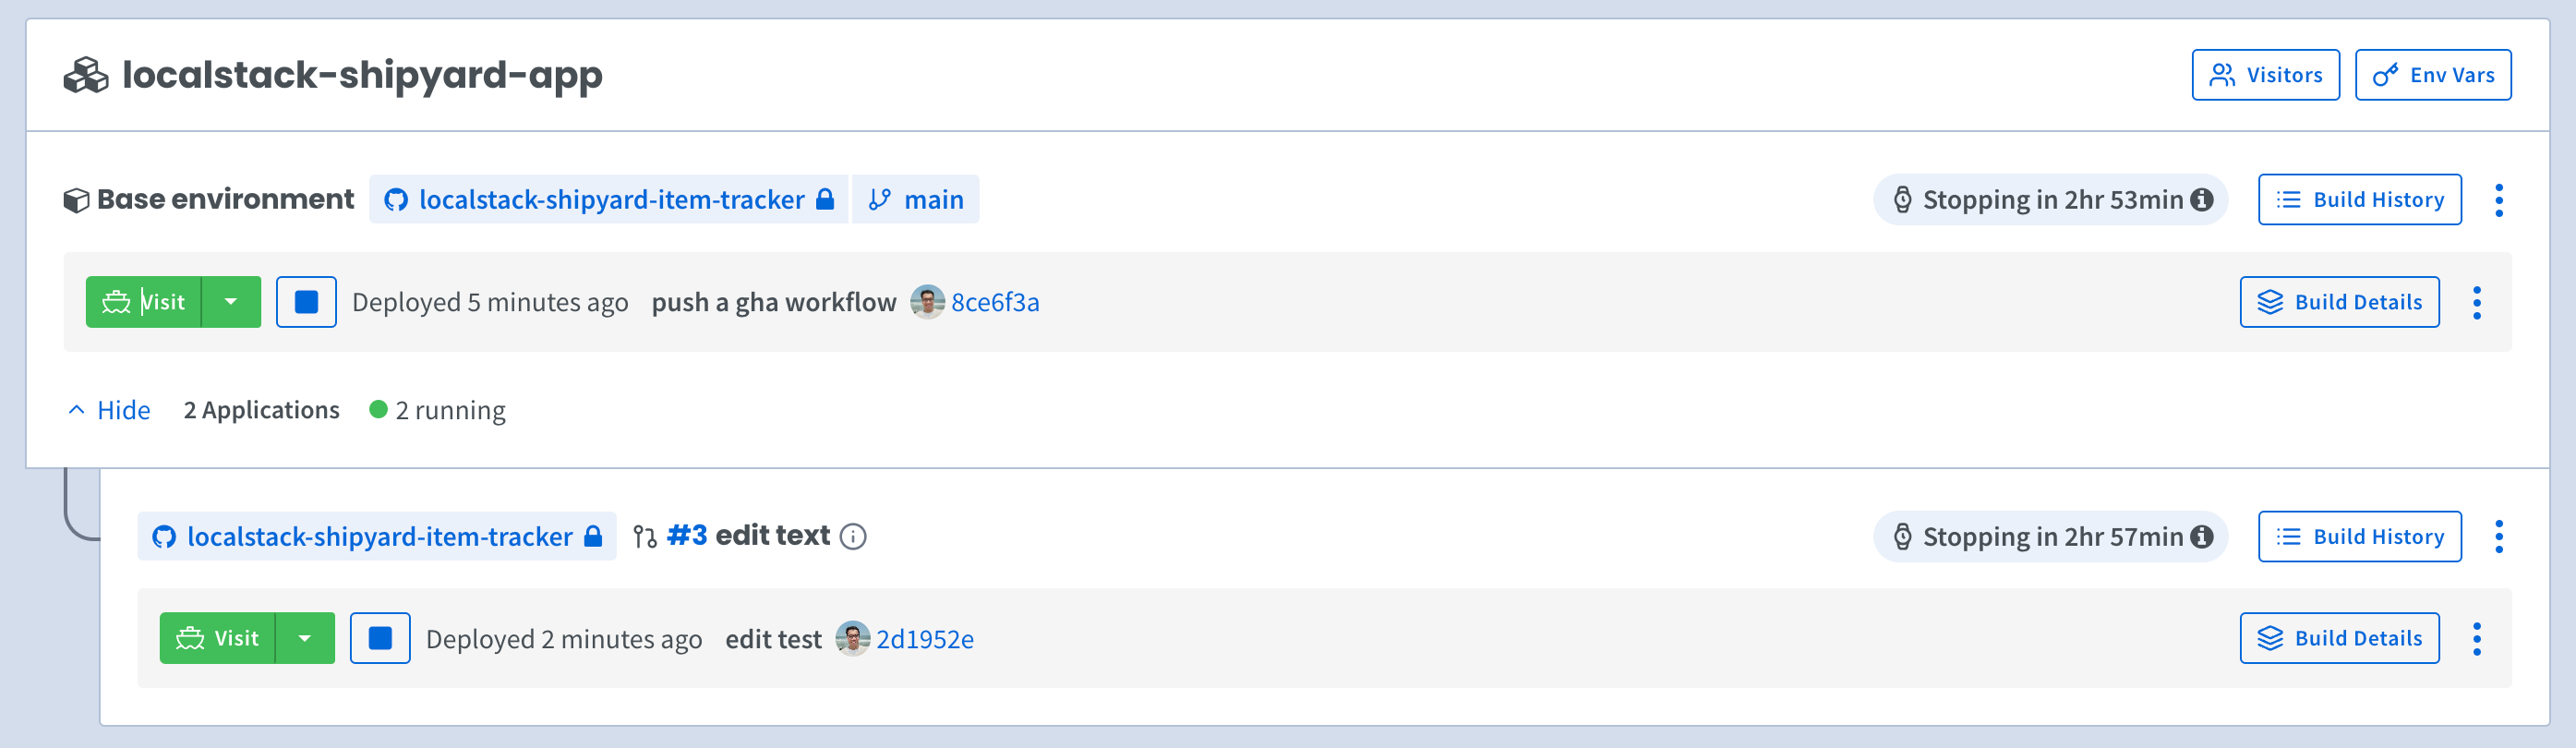 localstack-shipyard-app Visitors Env Vars
Base environment localstack-shipyard-item-tracker main Stopping in 2hr 53min Build History
Visit Deployed 5 minutes ago push a gha workflow 8ce6f3a Build Details
Hide 2 Applications 2 running
localstack-shipyard-item-tracker #3 edit text Stopping in 2hr 57min Build History
Visit Deployed 2 minutes ago edit test 2d1952e Build Details